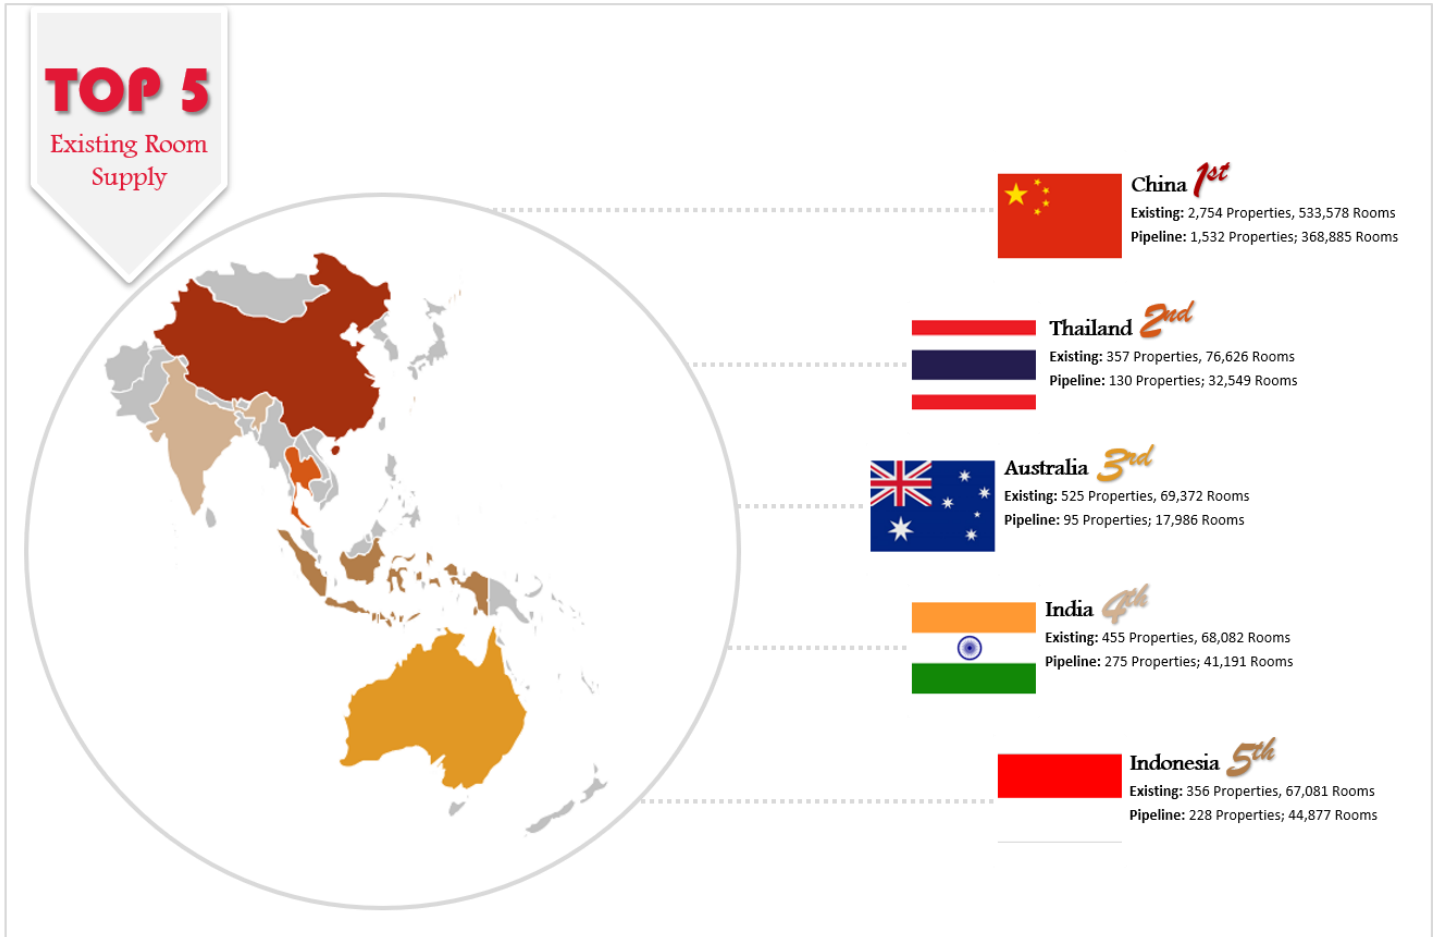 TOP 5
Existing Room
Supply
China 1st
Existing: 2,754 Properties, 533,578 Rooms
Pipeline: 1,532 Properties; 368,885 Rooms
Thailand 2nd
Existing: 357 Properties, 76,626 Rooms
Pipeline: 130 Properties; 32,549 Rooms
Australia 3rd
Existing: 525 Properties, 69,372 Rooms
Pipeline: 95 Properties; 17,986 Rooms
India 4th
Existing: 455 Properties, 68,082 Rooms
Pipeline: 275 Properties; 41,191 Rooms
Indonesia 5th
Existing: 356 Properties, 67,081 Rooms
Pipeline: 228 Properties; 44,877 Rooms